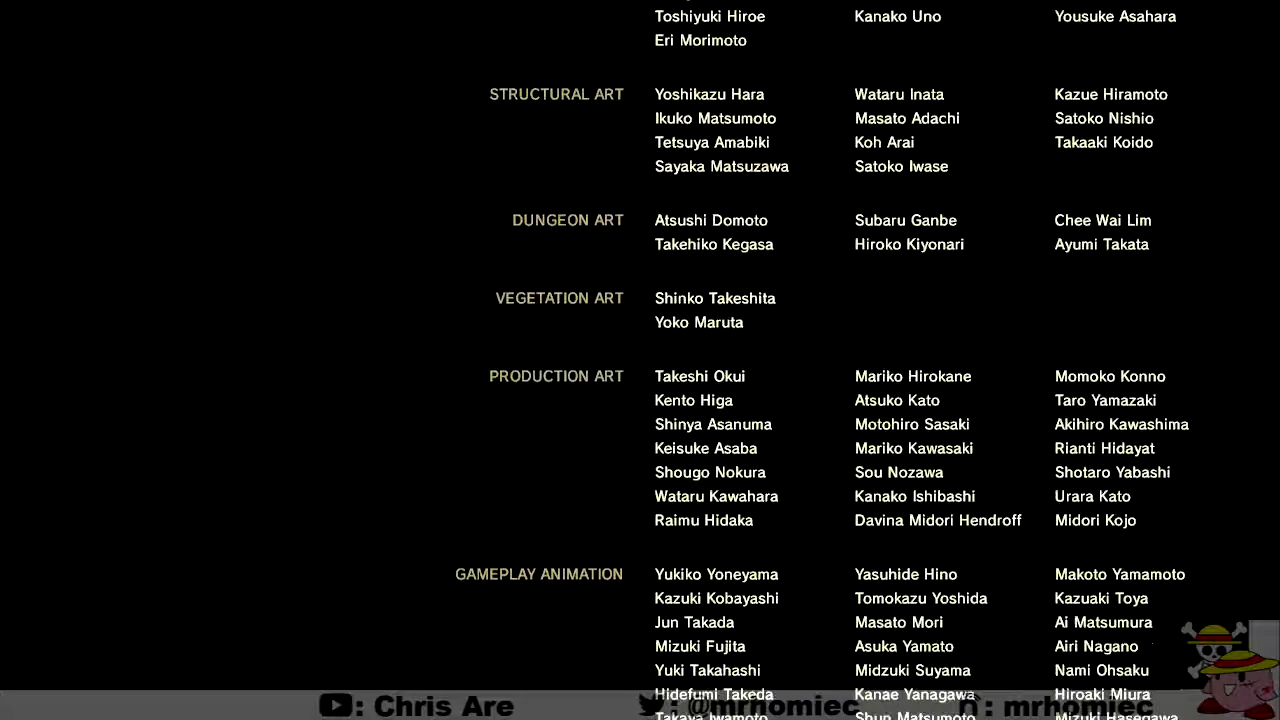 Toshiyuki Hiroe Kanako Uno Yousuke Asahara
Eri Morimoto
STRUCTURAL ART Yoshikazu Hara Wataru Inata Kazue Hiramoto
Ikuko Matsumoto Masato Adachi Satoko Nishio
Tetsuya Amabiki Koh Arai Takaaki Koido
Sayaka Matsuzawa Satoko Iwase
DUNGEON ART Atsushi Domoto Subaru Ganbe Chee Wai Lim
Takehiko Kegasa Hiroko Kiyonari Ayumi Takata
VEGETATION ART Shinko Takeshita
Yoko Maruta
PRODUCTION ART Takeshi Okui Mariko Hirokane Momoko Konno
Kento Higa Atsuko Kato Taro Yamazaki
Shinya Asanuma Motohiro Sasaki Akihiro Kawashima
Keisuke Asaba Mariko Kawasaki Rianti Hidayat
Shougo Nokura Sou Nozawa Shotaro Yabashi
Wataru Kawahara Kanako Ishibashi Urara Kato
Raimu Hidaka Davina Midori Hendroff Midori Kojo
GAMEPLAY ANIMATION Yukiko Yoneyama Yasuhide Hino Makoto Yamamoto
Kazuki Kobayashi Tomokazu Yoshida Kazuaki Toya
Jun Takada Masato Mori Ai Matsumura
Mizuki Fujita Asuka Yamato Airi Nagano
Yuki Takahashi Midzuki Suyama Nami Ohsaku
Hidefumi Takeda Kanae Yanagawa Hiroaki Miura
: Chris Are : @mrhomiec : mrhomiec
Takaya Iwamoto Shun Matsumoto Mizuki Hasegawa